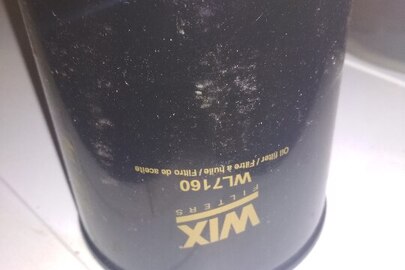 WIX
FILTERS
WL7160
Oil filter / Filtre à huile / Filtro de aceite